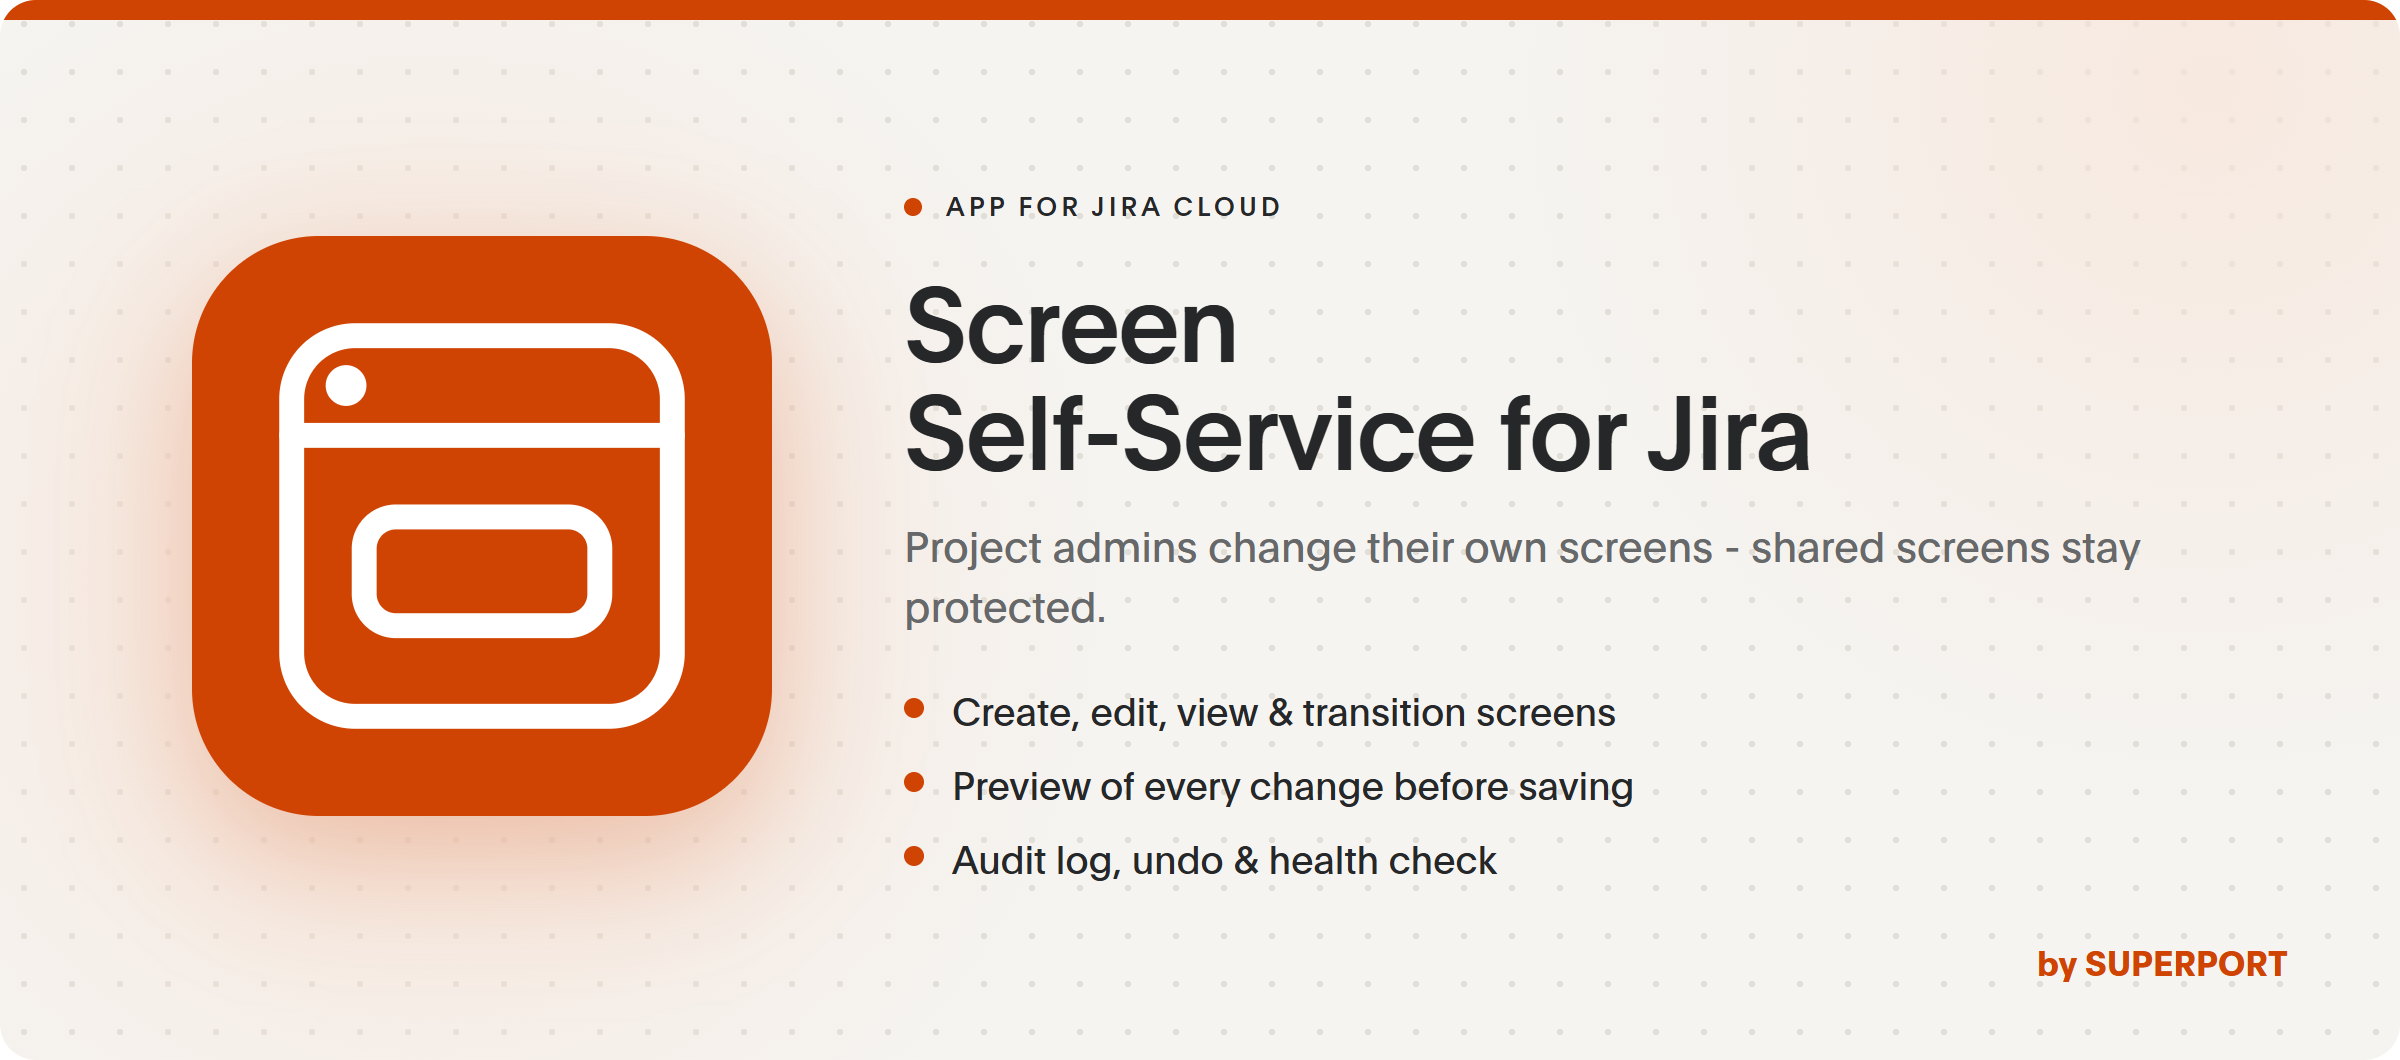 APP FOR JIRA CLOUD
Screen
Self-Service for Jira
Project admins change their own screens - shared screens stay
protected.
Create, edit, view & transition screens
Preview of every change before saving
Audit log, undo & health check
by SUPERPORT